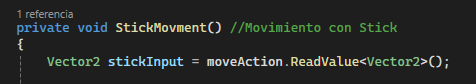 1 referencia
private void StickMovment() //Movimiento con Stick
{
Vector2 stickInput = moveAction.ReadValue<Vector2>();